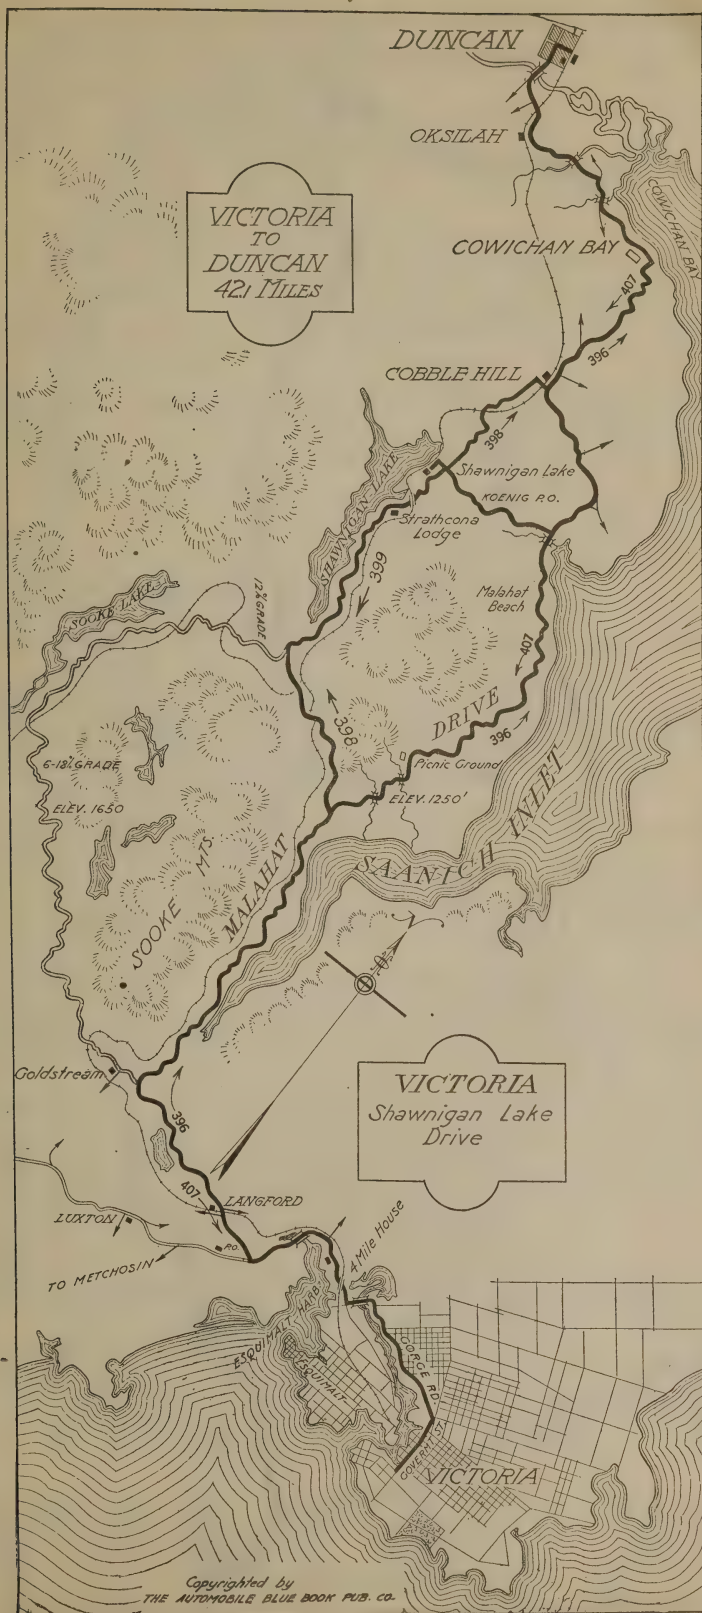 DUNCAN
OKSILAH
VICTORIA
TO
DUNCAN
42.1 MILES
COWICHAN BAY
COWICHAN BAY
407
396
COBBLE HILL
398
SHAWNIGAN LAKE
Shawnigan Lake
KOENIG P.O.
Strathcona
Lodge
399
12% GRADE
SOOKE LAKE
Malahat
Beach
407
DRIVE
396
398
Picnic Ground
6-18% GRADE
ELEV. 1250'
ELEV. 1650
SAANICH INLET
SOOKE MTS.
MALAHAT
N
Goldstream
VICTORIA
Shawnigan Lake
Drive
396
407
LANGFORD
LUXTON
P.O.
4 Mile House
TO METCHOSIN
ESQUIMALT HARB.
ESQUIMALT
GORGE RD.
GOVERNM'T ST.
VICTORIA
Copyrighted by
THE AUTOMOBILE BLUE BOOK PUB. CO.